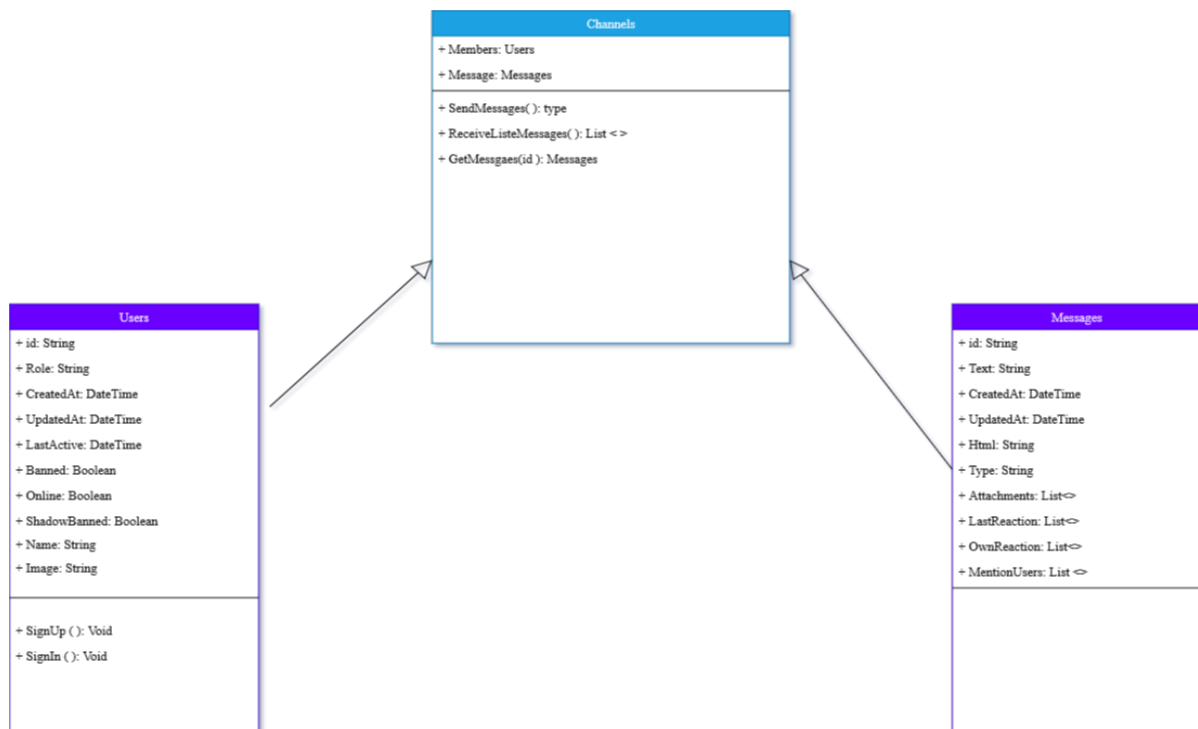 Channels
+ Members: Users
+ Message: Messages
+ SendMessages( ): type
+ ReceiveListeMessages( ): List < >
+ GetMessgaes(id ): Messages
Users
+ id: String
+ Role: String
+ CreatedAt: DateTime
+ UpdatedAt: DateTime
+ LastActive: DateTime
+ Banned: Boolean
+ Online: Boolean
+ ShadowBanned: Boolean
+ Name: String
+ Image: String
+ SignUp ( ): Void
+ SignIn ( ): Void
Messages
+ id: String
+ Text: String
+ CreatedAt: DateTime
+ UpdatedAt: DateTime
+ Html: String
+ Type: String
+ Attachments: List<>
+ LastReaction: List<>
+ OwnReaction: List<>
+ MentionUsers: List <>